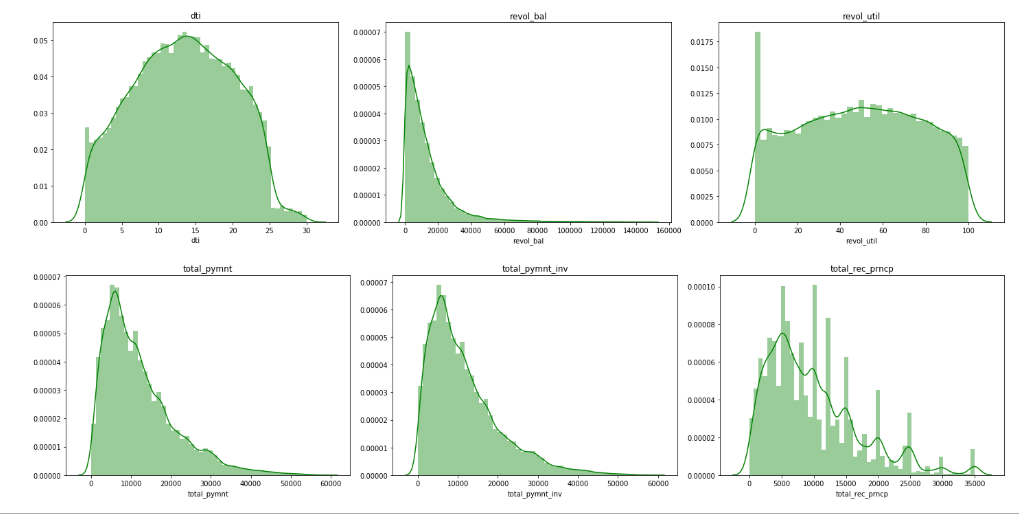 dti
revol_bal
revol_util
0.05
0.04
0.03
0.02
0.01
0.00
0.00007
0.00006
0.00005
0.00004
0.00003
0.00002
0.00001
0.00000
0.0175
0.0150
0.0125
0.0100
0.0075
0.0050
0.0025
0.0000
0 5 10 15 20 25 30
0 20000 40000 60000 80000 100000 120000 140000 160000
0 20 40 60 80 100
dti
revol_bal
revol_util
total_pymnt
total_pymnt_inv
total_rec_prncp
0.00007
0.00006
0.00005
0.00004
0.00003
0.00002
0.00001
0.00000
0.00007
0.00006
0.00005
0.00004
0.00003
0.00002
0.00001
0.00000
0.00010
0.00008
0.00006
0.00004
0.00002
0.00000
0 10000 20000 30000 40000 50000 60000
0 10000 20000 30000 40000 50000 60000
0 5000 10000 15000 20000 25000 30000 35000
total_pymnt
total_pymnt_inv
total_rec_prncp